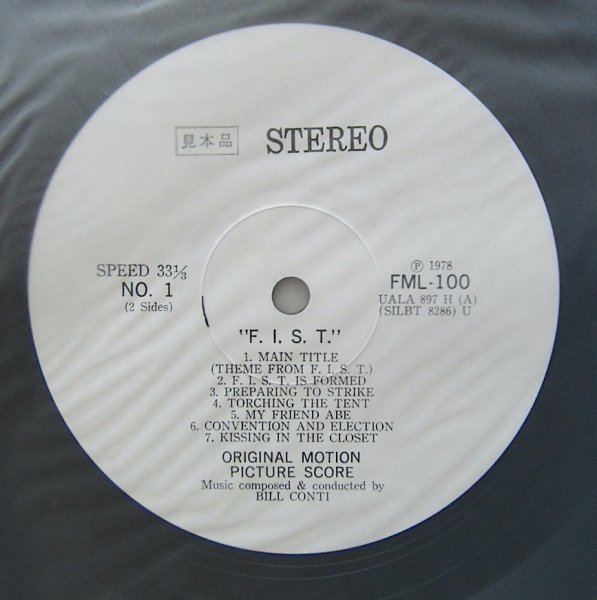 見本品 STEREO
SPEED 33⅓
NO. 1
(2 Sides)
Ⓟ 1978
FML-100
UALA 897 H (A)
(SILBT 8286) U
"F. I. S. T."
1. MAIN TITLE
(THEME FROM F. I. S. T.)
2. F. I. S. T. IS FORMED
3. PREPARING TO STRIKE
4. TORCHING THE TENT
5. MY FRIEND ABE
6. CONVENTION AND ELECTION
7. KISSING IN THE CLOSET
ORIGINAL MOTION
PICTURE SCORE
Music composed & conducted by
BILL CONTI